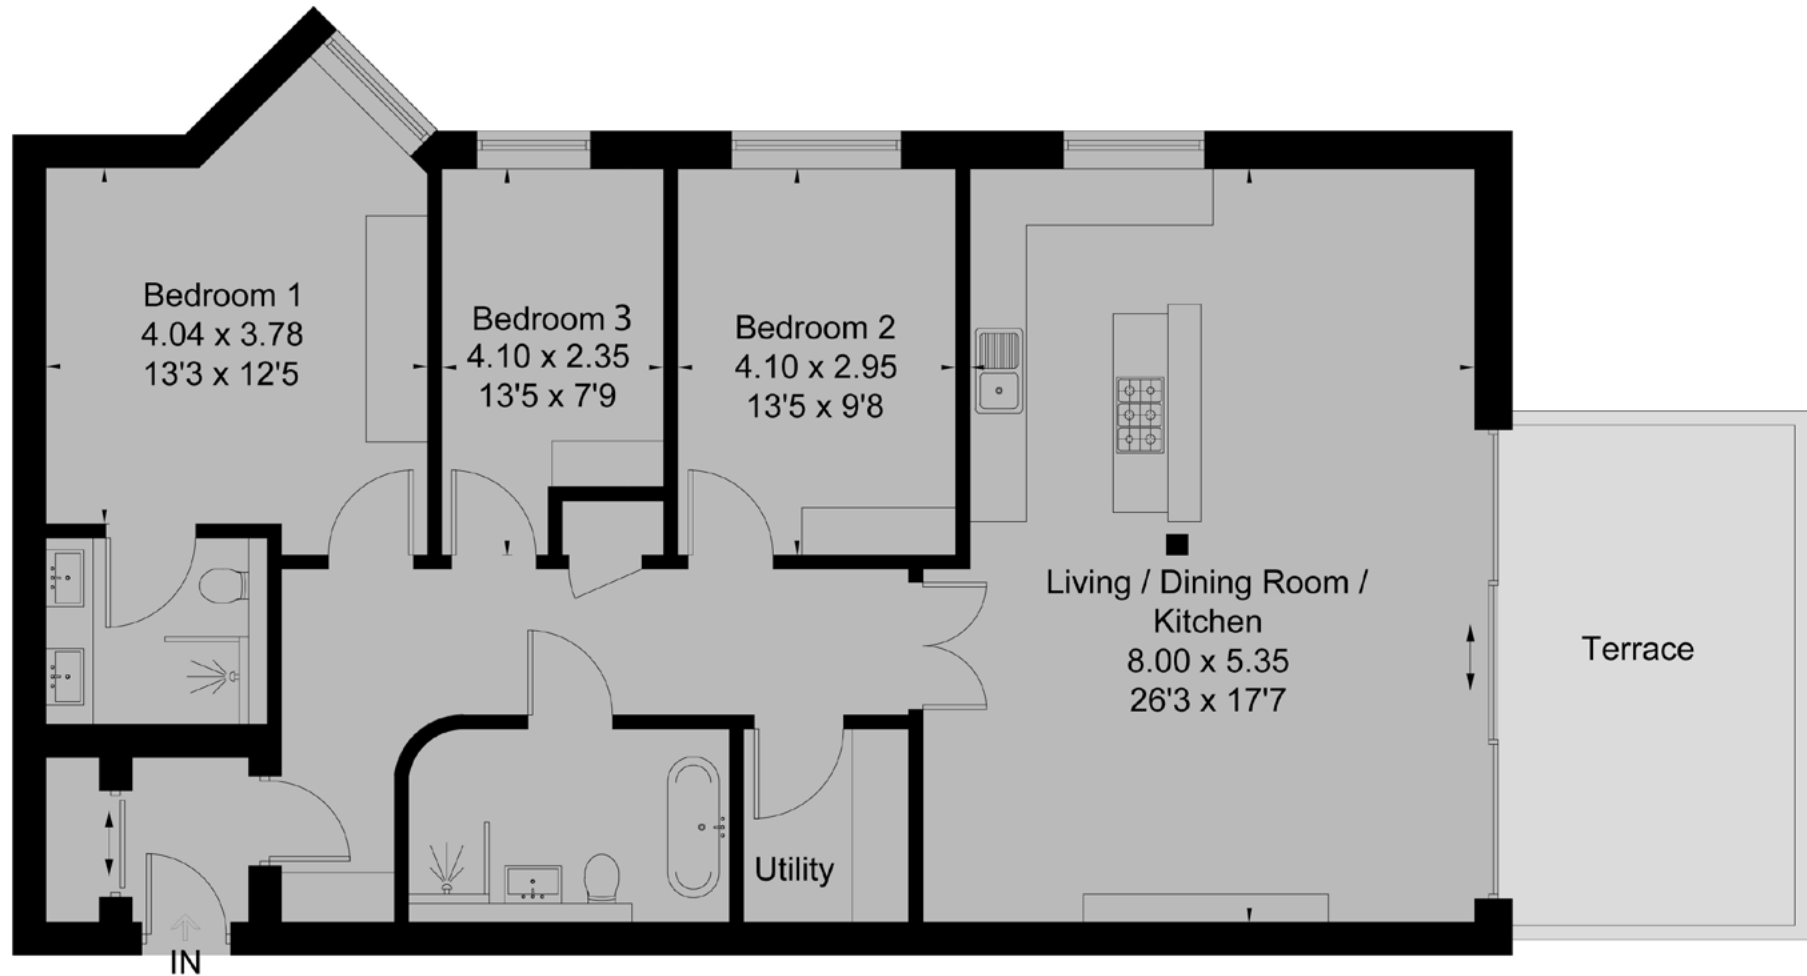 Bedroom 1
4.04 x 3.78
13'3 x 12'5
Bedroom 3
4.10 x 2.35
13'5 x 7'9
Bedroom 2
4.10 x 2.95
13'5 x 9'8
Living / Dining Room /
Kitchen
8.00 x 5.35
26'3 x 17'7
Terrace
Utility
IN